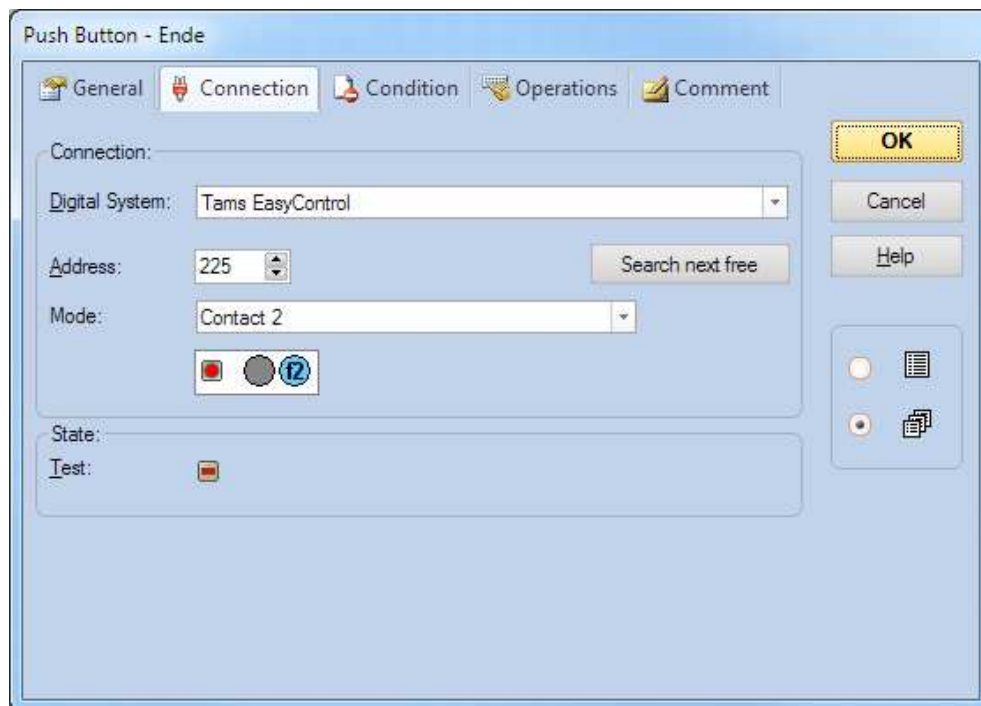 Push Button - Ende
General Connection Condition Operations Comment
Connection:
Digital System: Tams EasyControl
Address: 225 Search next free
Mode: Contact 2
f2
State:
Test:
OK
Cancel
Help